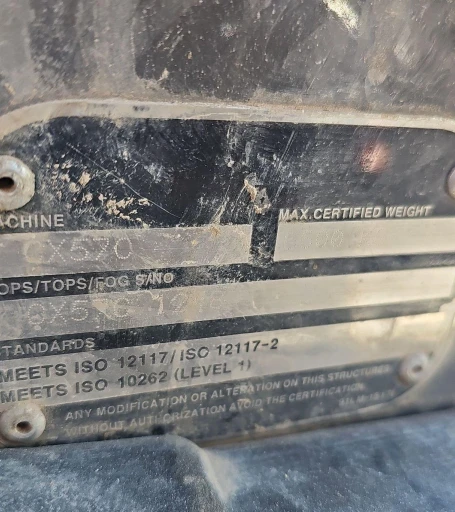 MACHINE
MAX.CERTIFIED WEIGHT
CX570
OPS/TOPS/FOG S/NO
STANDARDS
MEETS ISO 12117/ISO 12117-2
MEETS ISO 10262 (LEVEL 1)
ANY MODIFICATION OR ALTERATION ON THIS STRUCTURE
WITHOUT AUTHORIZATION AVOID THE CERTIFICATION.